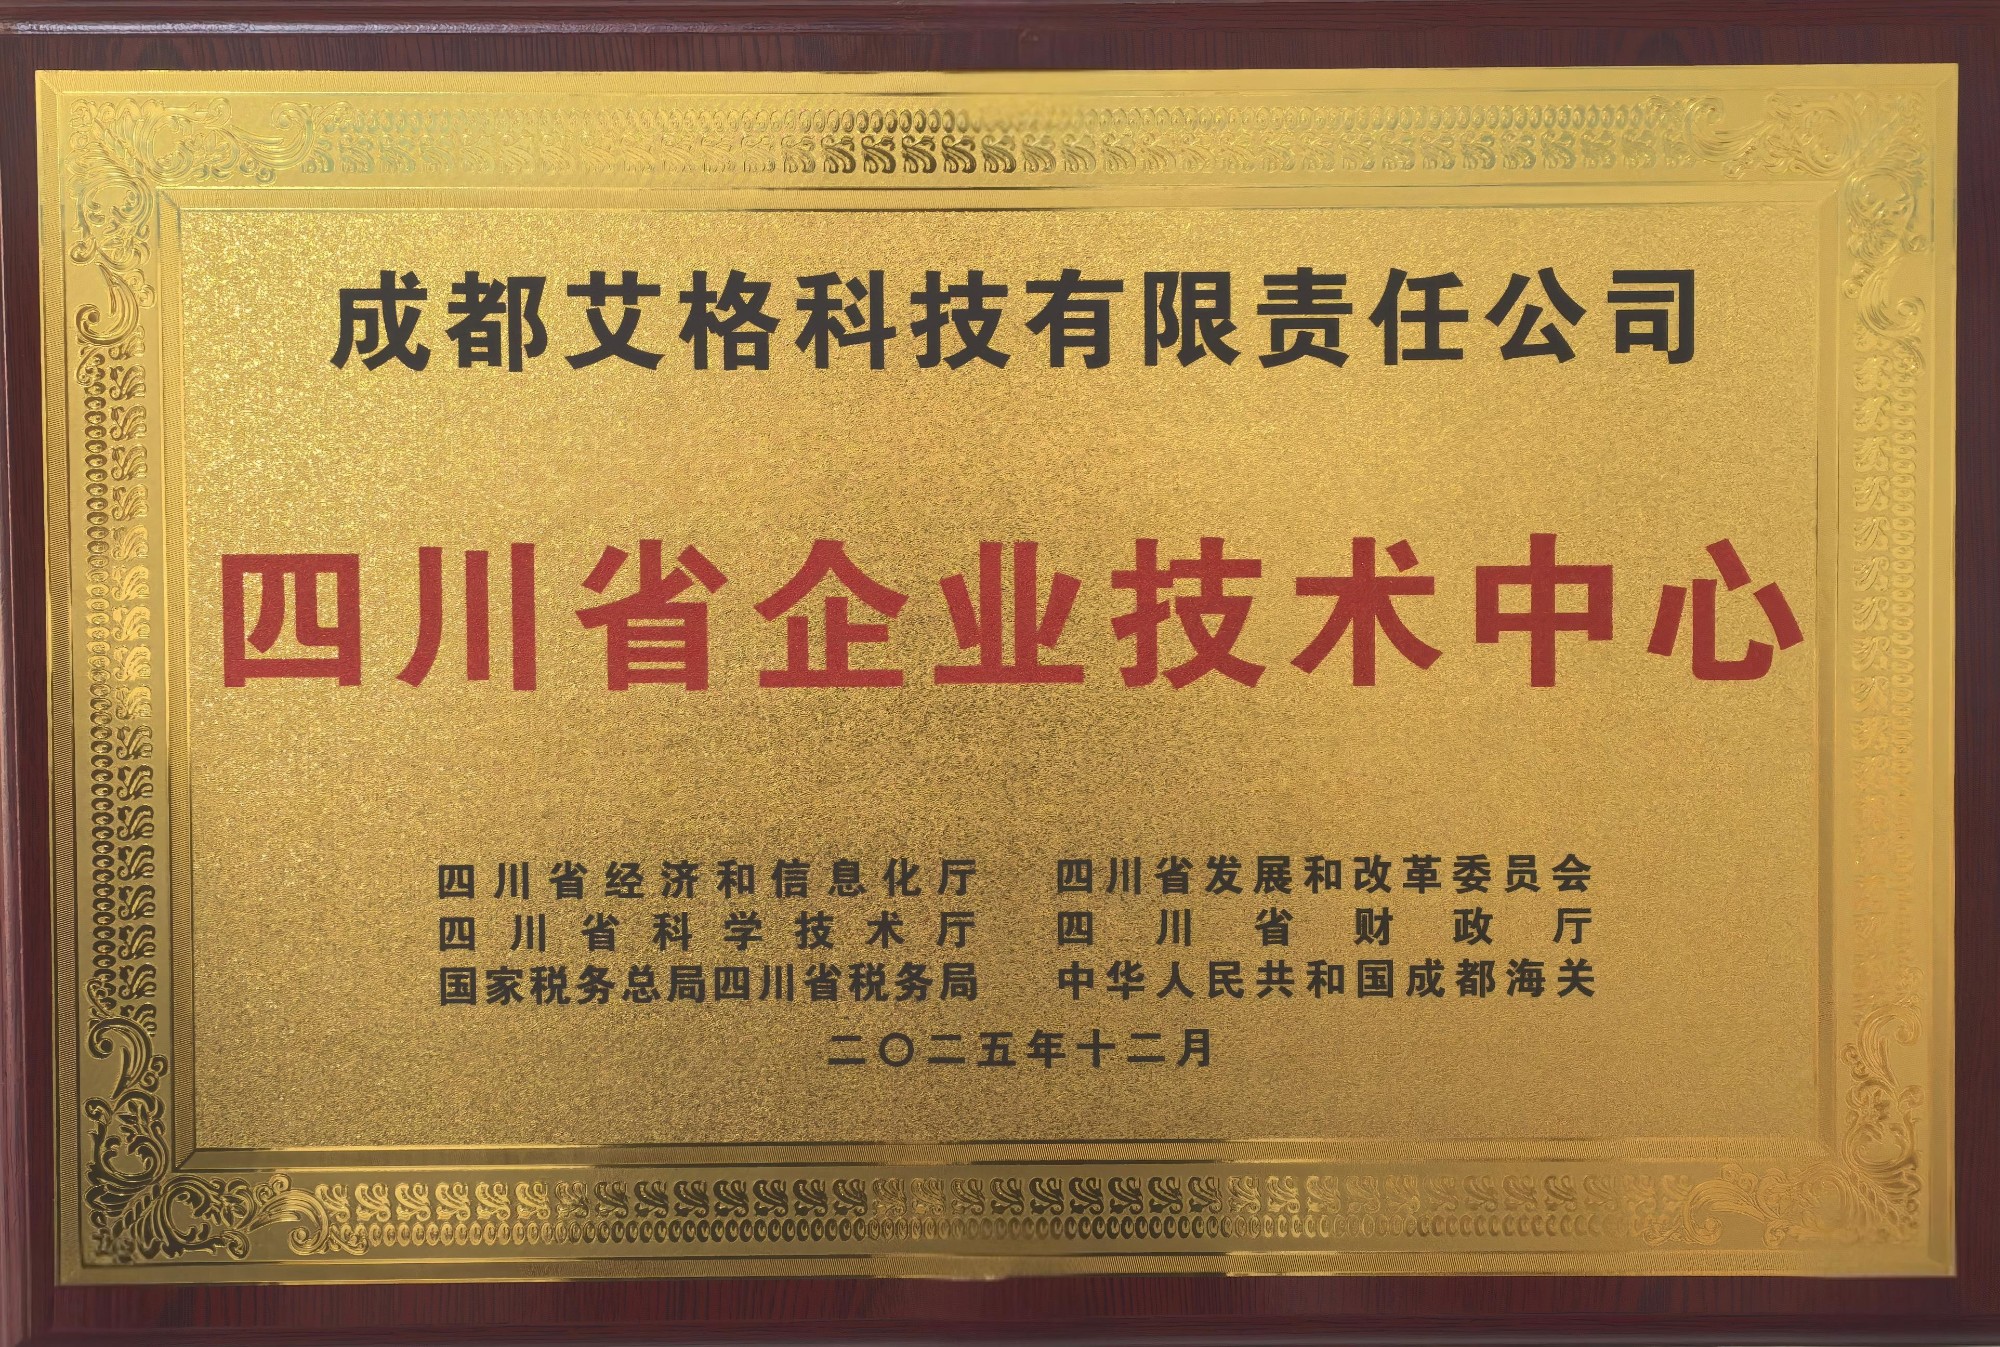 成都艾格科技有限责任公司
四川省企业技术中心
四川省经济和信息化厅 四川省发展和改革委员会
四川省科学技术厅 四川省财政厅
国家税务总局四川省税务局 中华人民共和国成都海关
二〇二五年十二月